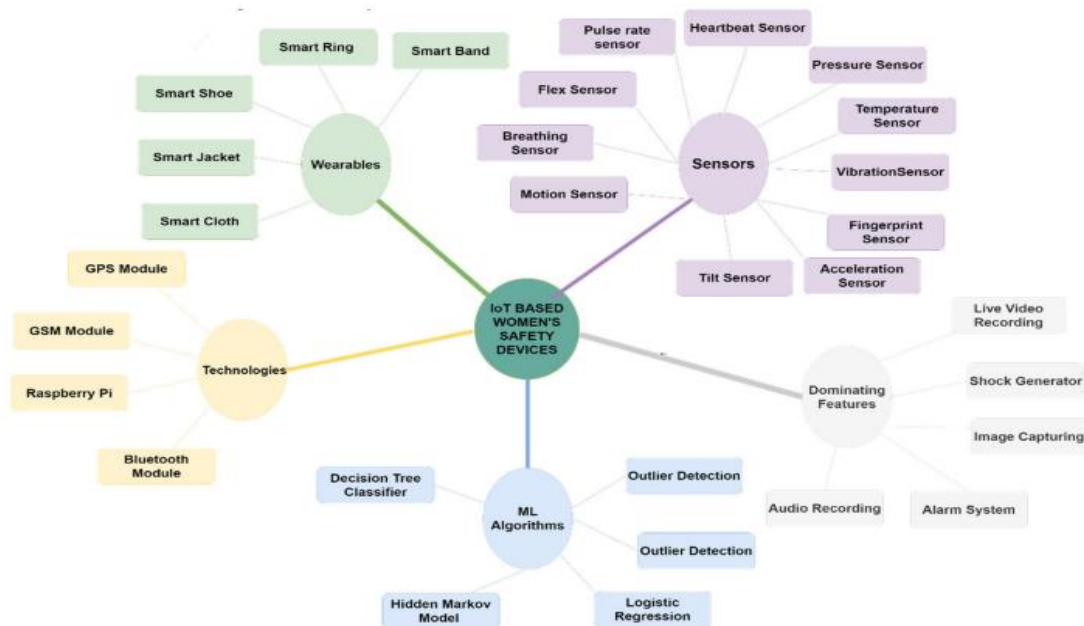 Smart Ring
Smart Band
Smart Shoe
Smart Jacket
Smart Cloth
Wearables
Pulse rate
sensor
Heartbeat Sensor
Pressure Sensor
Flex Sensor
Temperature
Sensor
Breathing
Sensor
Sensors
VibrationSensor
Motion Sensor
Fingerprint
Sensor
Tilt Sensor
Acceleration
Sensor
IoT BASED
WOMEN'S
SAFETY
DEVICES
GPS Module
GSM Module
Raspberry Pi
Bluetooth
Module
Technologies
Live Video
Recording
Shock Generator
Image Capturing
Alarm System
Audio Recording
Dominating
Features
Decision Tree
Classifier
Outlier Detection
ML
Algorithms
Outlier Detection
Hidden Markov
Model
Logistic
Regression